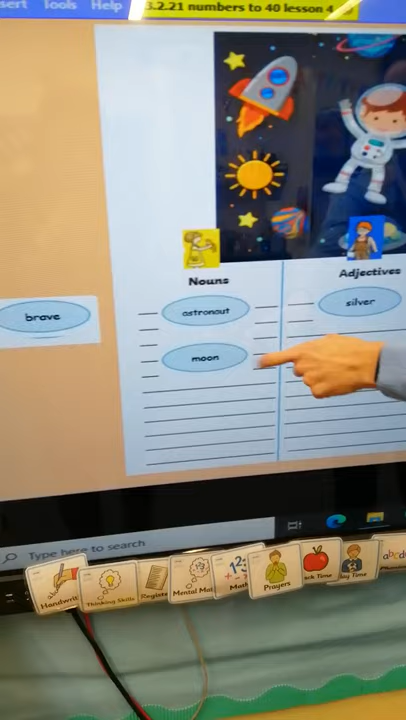 Tools Help
3.2.21 numbers to 40 lesson 4
Nouns
Adjectives
brave
astronaut
silver
moon
Type here to search
Thinking Skills
Prayers